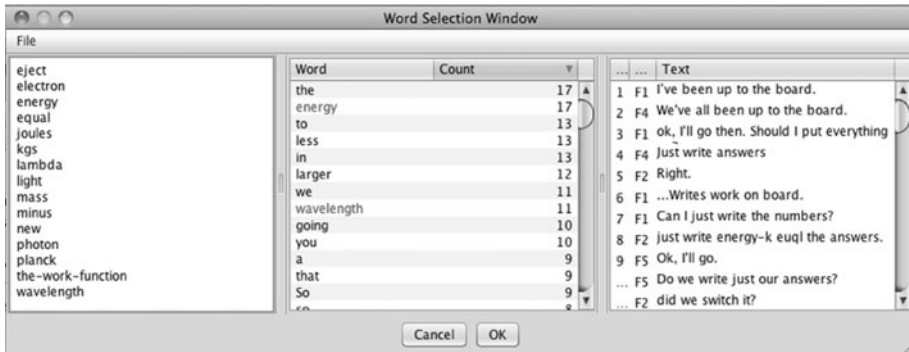 Word Selection Window
File
eject
electron
energy
equal
joules
kgs
lambda
light
mass
minus
new
photon
planck
the-work-function
wavelength
Word Count
the 17
energy 17
to 13
less 13
in 13
larger 12
we 11
wavelength 11
going 10
you 10
a 9
that 9
So 9
... ... Text
1 F1 I've been up to the board.
2 F4 We've all been up to the board.
3 F1 ok, I'll go then. Should I put everything
4 F4 Just write answers
5 F2 Right.
6 F1 ...Writes work on board.
7 F1 Can I just write the numbers?
8 F2 just write energy-k euql the answers.
9 F5 Ok, I'll go.
... F5 Do we write just our answers?
... F2 did we switch it?
Cancel OK